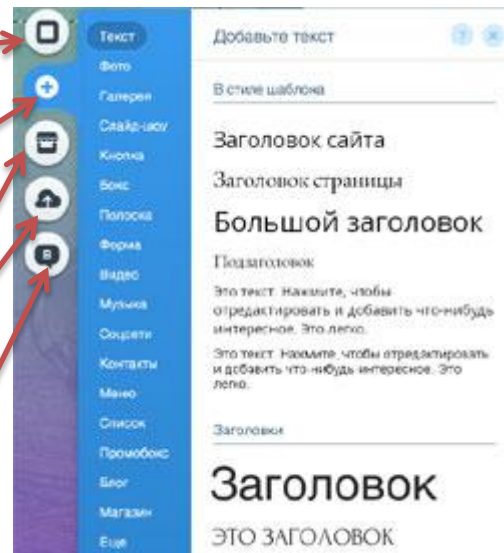 Текст
Фото
Галерея
Слайд-шоу
Кнопка
Бокс
Полоска
Форма
Видео
Музыка
Соцсети
Контакты
Меню
Список
Промобокс
Блог
Магазин
Еще
Добавьте текст
? ×
В стиле шаблона
Заголовок сайта
Заголовок страницы
Большой заголовок
Подзаголовок
Это текст. Нажмите, чтобы
отредактировать и добавить что-нибудь
интересное. Это легко.
Это текст. Нажмите, чтобы отредактировать
и добавить что-нибудь интересное. Это
легко.
Заголовки
Заголовок
ЭТО ЗАГОЛОВОК